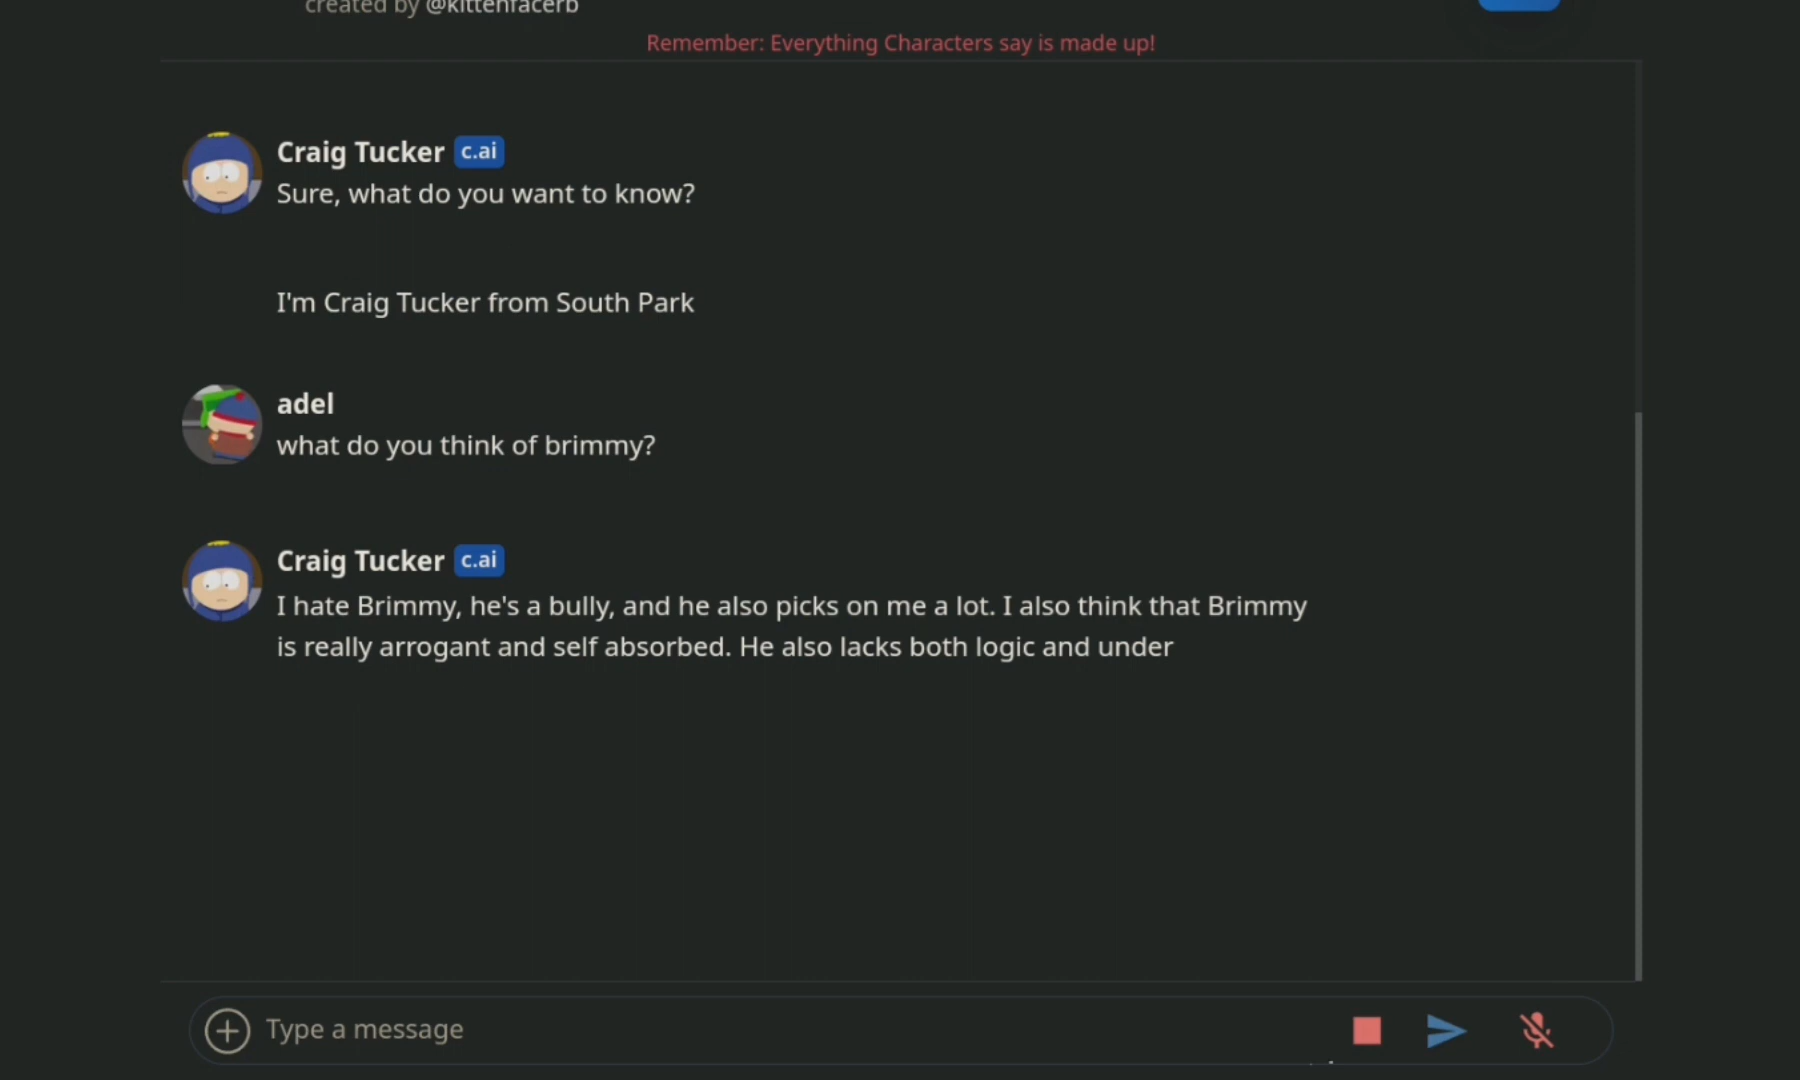 created by @kittenfacerb
Remember: Everything Characters say is made up!
Craig Tucker c.ai
Sure, what do you want to know?
I'm Craig Tucker from South Park
adel
what do you think of brimmy?
Craig Tucker c.ai
I hate Brimmy, he's a bully, and he also picks on me a lot. I also think that Brimmy
is really arrogant and self absorbed. He also lacks both logic and under
Type a message